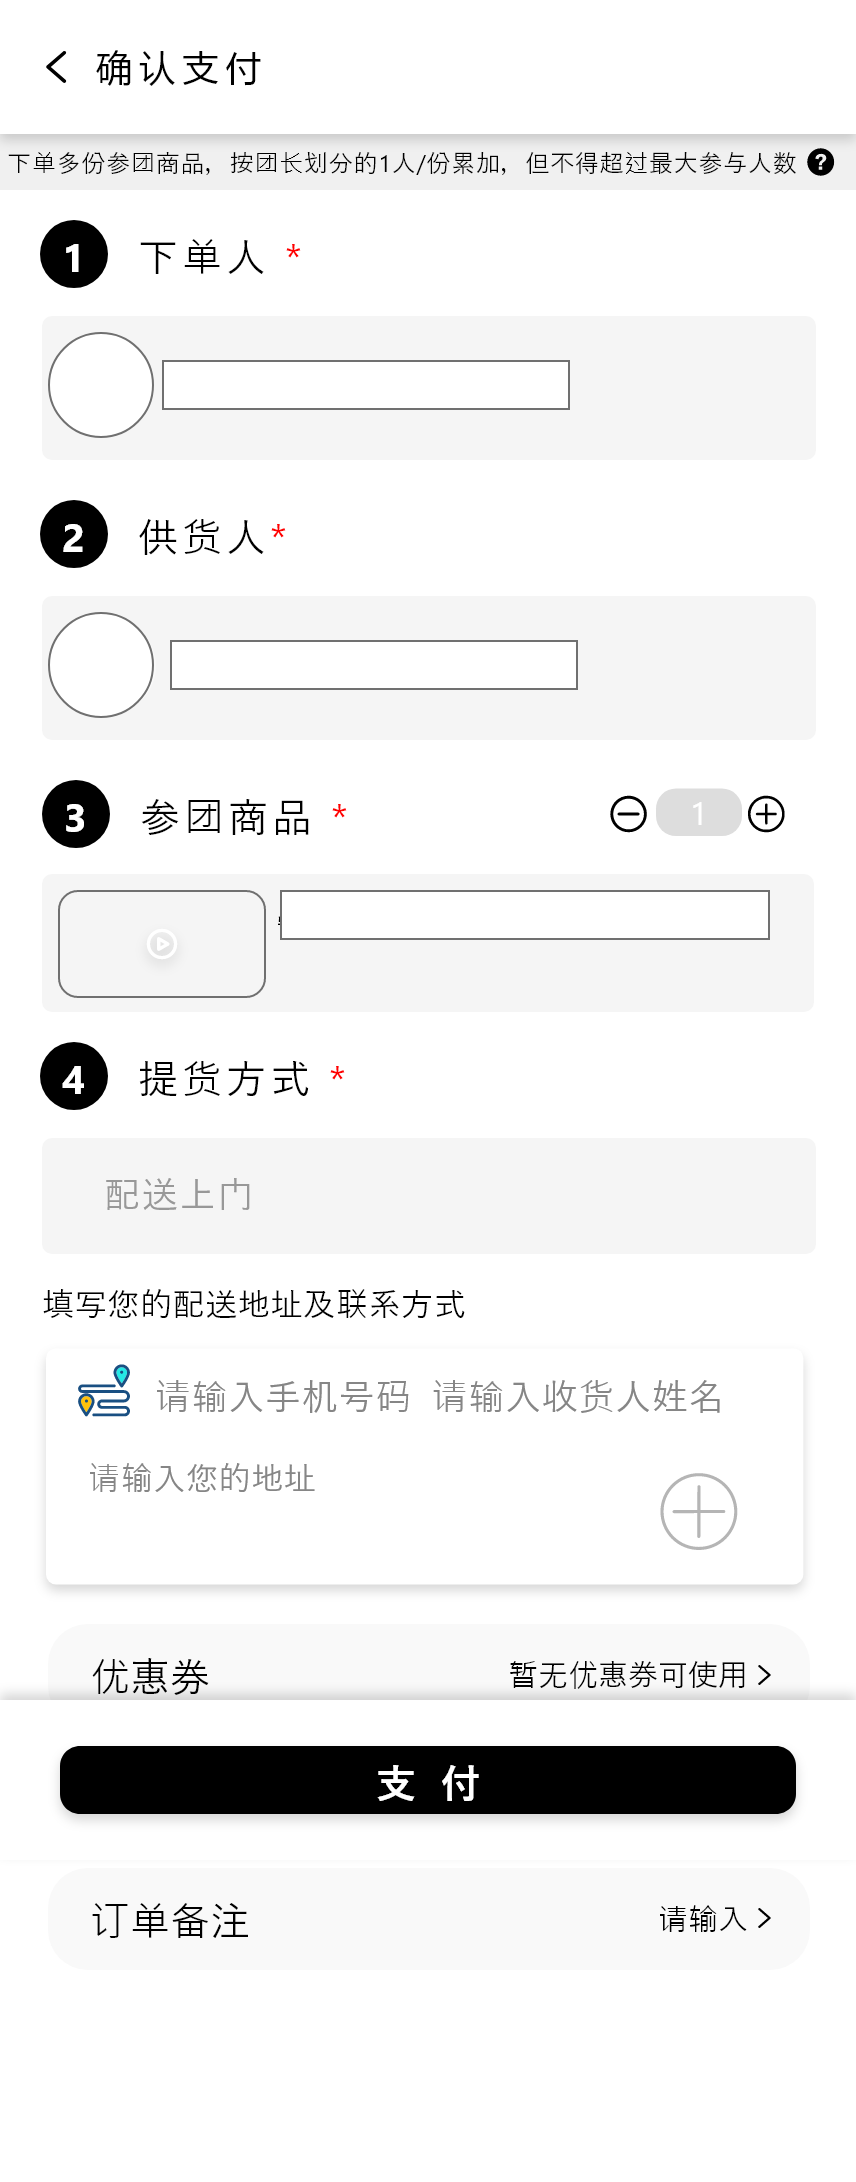 确认支付
下单多份参团商品，按团长划分的1人/份累加，但不得超过最大参与人数 ?
1 下单人 *
2 供货人*
3 参团商品 * 1
4 提货方式 *
配送上门
填写您的配送地址及联系方式
请输入手机号码 请输入收货人姓名
请输入您的地址
优惠券 暂无优惠券可使用
支 付
订单备注 请输入